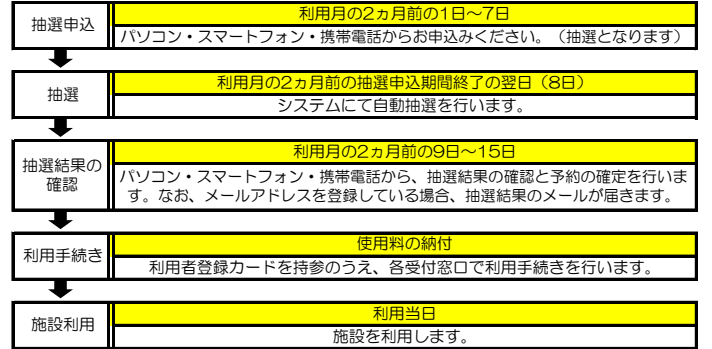 抽選申込
利用月の2ヵ月前の1日～7日
パソコン・スマートフォン・携帯電話からお申込みください。（抽選となります）
抽選
利用月の2ヵ月前の抽選申込期間終了の翌日（8日）
システムにて自動抽選を行います。
抽選結果の
確認
利用月の2ヵ月前の9日～15日
パソコン・スマートフォン・携帯電話から、抽選結果の確認と予約の確定を行いま
す。なお、メールアドレスを登録している場合、抽選結果のメールが届きます。
利用手続き
使用料の納付
利用者登録カードを持参のうえ、各受付窓口で利用手続きを行います。
施設利用
利用当日
施設を利用します。